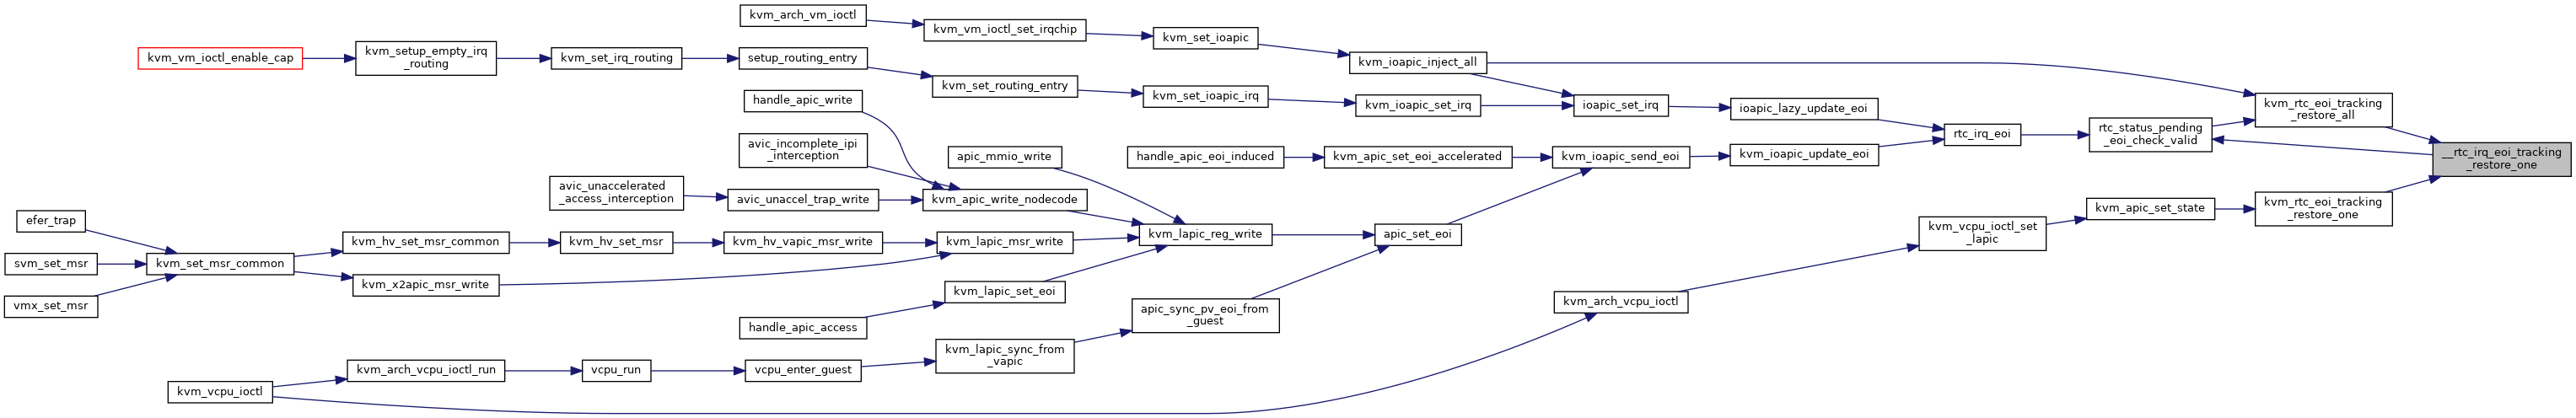 kvm_arch_vm_ioctl
kvm_vm_ioctl_set_irqchip
kvm_set_ioapic
kvm_vm_ioctl_enable_cap
kvm_setup_empty_irq
_routing
kvm_set_irq_routing
setup_routing_entry
kvm_ioapic_inject_all
handle_apic_write
kvm_set_routing_entry
kvm_set_ioapic_irq
kvm_ioapic_set_irq
ioapic_set_irq
ioapic_lazy_update_eoi
kvm_rtc_eoi_tracking
_restore_all
rtc_irq_eoi
rtc_status_pending
_eoi_check_valid
avic_incomplete_ipi
_interception
apic_mmio_write
handle_apic_eoi_induced
kvm_apic_set_eoi_accelerated
kvm_ioapic_send_eoi
kvm_ioapic_update_eoi
__rtc_irq_eoi_tracking
_restore_one
avic_unaccelerated
_access_interception
avic_unaccel_trap_write
kvm_apic_write_nodecode
kvm_apic_set_state
kvm_rtc_eoi_tracking
_restore_one
efer_trap
kvm_hv_set_msr_common
kvm_hv_set_msr
kvm_hv_vapic_msr_write
kvm_lapic_msr_write
kvm_lapic_reg_write
apic_set_eoi
kvm_vcpu_ioctl_set
_lapic
svm_set_msr
kvm_set_msr_common
kvm_x2apic_msr_write
kvm_lapic_set_eoi
vmx_set_msr
handle_apic_access
apic_sync_pv_eoi_from
_guest
kvm_arch_vcpu_ioctl
kvm_lapic_sync_from
_vapic
kvm_vcpu_ioctl
kvm_arch_vcpu_ioctl_run
vcpu_run
vcpu_enter_guest